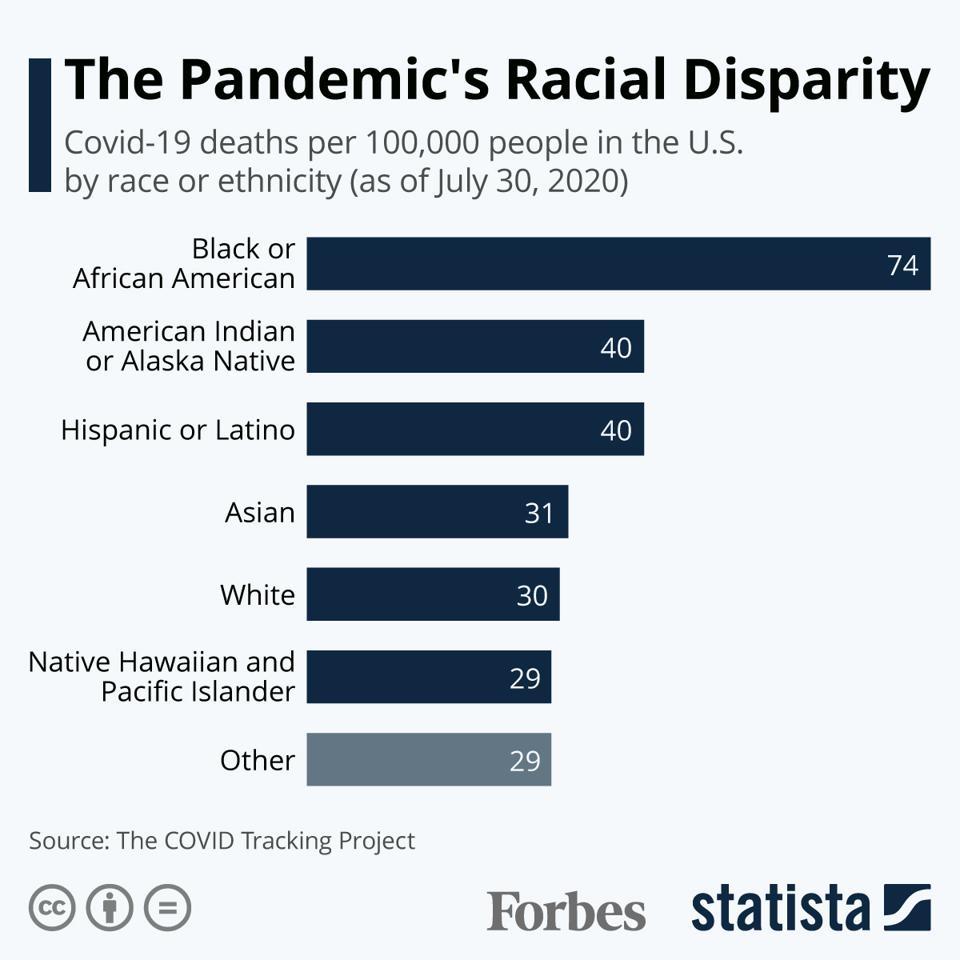 The Pandemic's Racial Disparity
Covid-19 deaths per 100,000 people in the U.S.
by race or ethnicity (as of July 30, 2020)
Black or
African American
74
American Indian
or Alaska Native
40
Hispanic or Latino
40
Asian
31
White
30
Native Hawaiian and
Pacific Islander
29
Other
29
Source: The COVID Tracking Project
cc
=
Forbes
statista